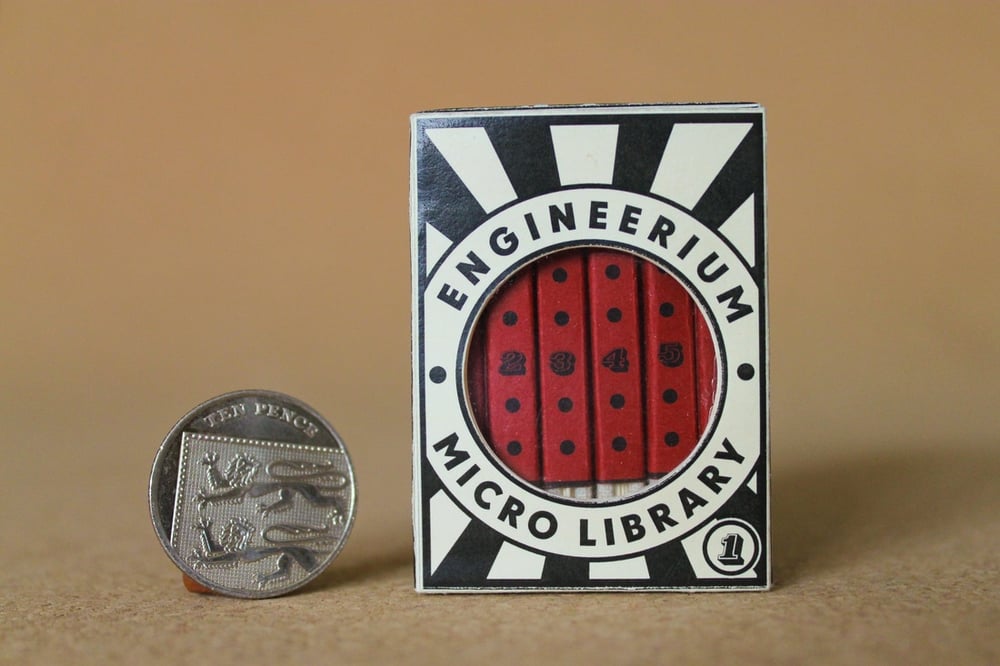 TEN PENCE
ENGINEERIUM
2 3 4 5
MICRO LIBRARY
1